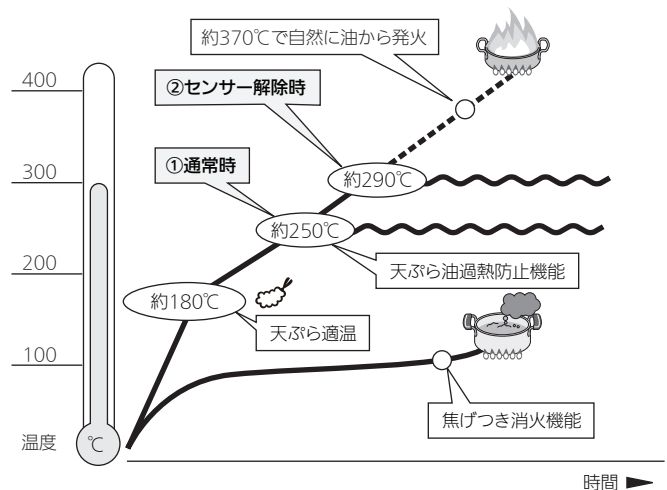 約370℃で自然に油から発火
400
②センサー解除時
①通常時
300
約290℃
約250℃
200
天ぷら油過熱防止機能
約180℃
天ぷら適温
100
焦げつき消火機能
温度
℃
時間